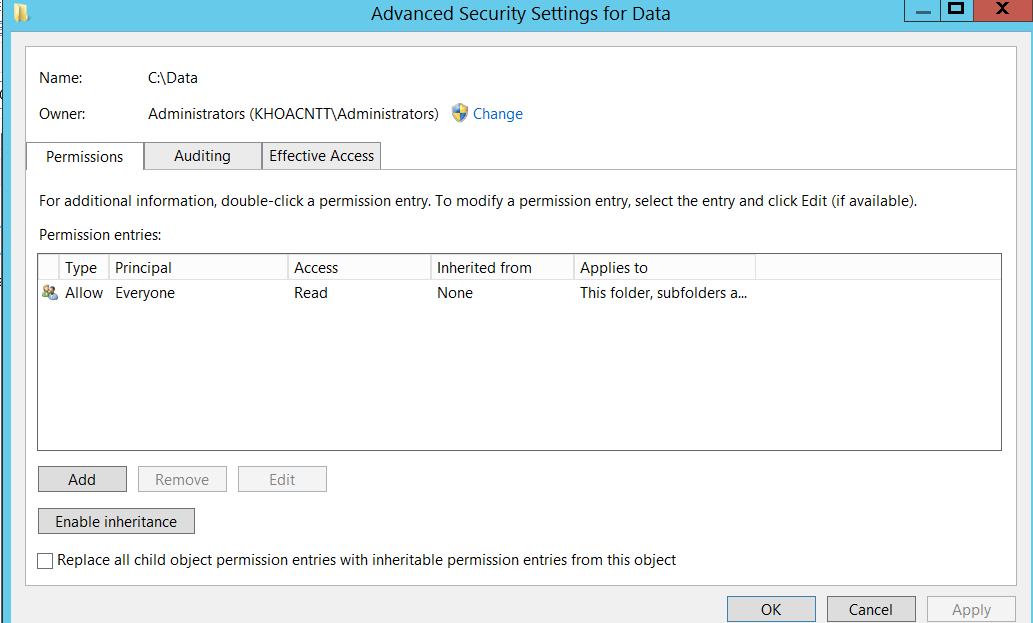 Advanced Security Settings for Data
Name: C:\Data
Owner: Administrators (KHOACNTT\Administrators) Change
Permissions Auditing Effective Access
For additional information, double-click a permission entry. To modify a permission entry, select the entry and click Edit (if available).
Permission entries:
Type Principal Access Inherited from Applies to
Allow Everyone Read None This folder, subfolders a...
Add Remove Edit
Enable inheritance
Replace all child object permission entries with inheritable permission entries from this object
OK Cancel Apply